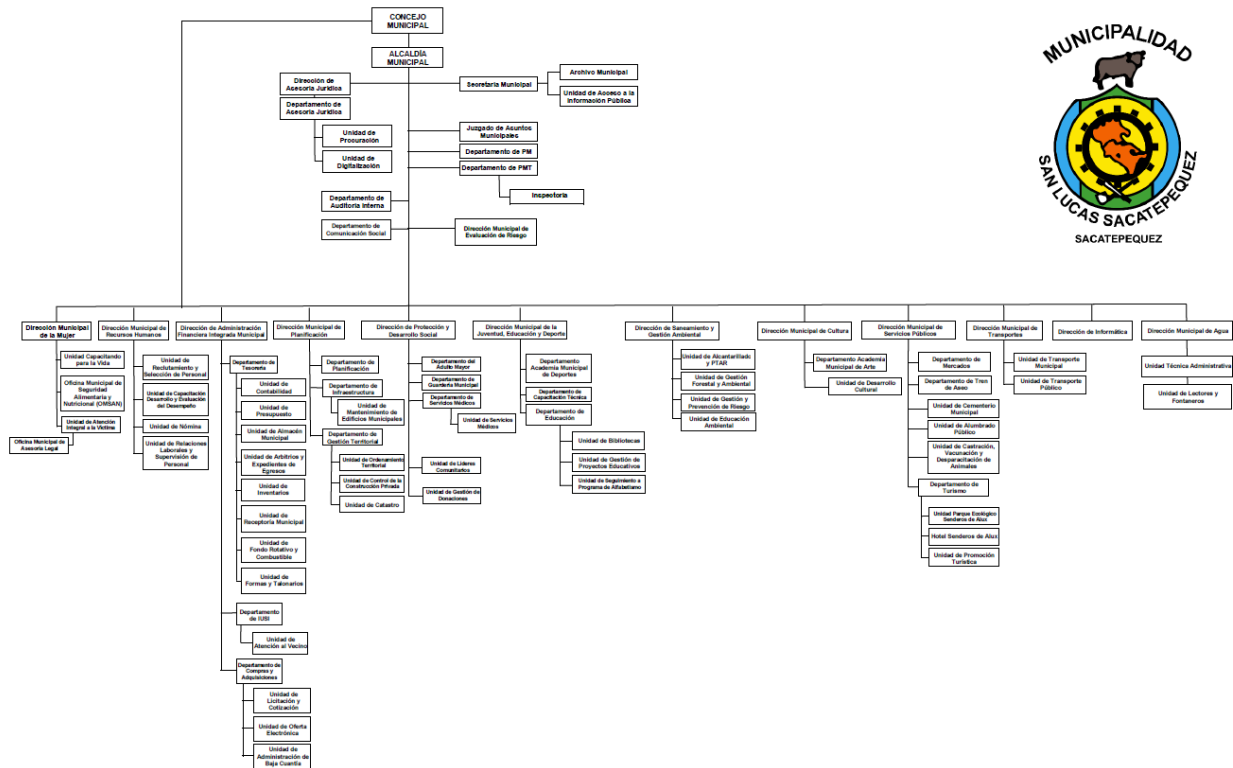 CONCEJO
MUNICIPAL
ALCALDÍA
MUNICIPAL
Dirección de
Asesoría Jurídica
Departamento de
Asesoría Jurídica
Unidad de
Procuración
Unidad de
Digitalización
Secretaría Municipal
Archivo Municipal
Unidad de Acceso a la
Información Pública
Juzgado de Asuntos
Municipales
Departamento de PM
Departamento de PMT
Inspectoría
Departamento de
Auditoría Interna
Departamento de
Comunicación Social
Dirección Municipal de
Evaluación de Riesgo
MUNICIPALIDAD
SAN LUCAS SACATEPEQUEZ
SACATEPEQUEZ
Dirección Municipal
de la Mujer
Unidad Capacitando
para la Vida
Oficina Municipal de
Seguridad
Alimentaria y
Nutricional (OMSAN)
Unidad de Atención
Integral a la Víctima
Oficina Municipal de
Asesoría Legal
Dirección Municipal de
Recursos Humanos
Unidad de
Reclutamiento y
Selección de Personal
Unidad de Capacitación
Desarrollo y Evaluación
del Desempeño
Unidad de Nómina
Unidad de Relaciones
Laborales y
Supervisión de
Personal
Dirección de Administración
Financiera Integrada Municipal
Departamento de
Tesorería
Unidad de
Contabilidad
Unidad de
Presupuesto
Unidad de Almacén
Municipal
Unidad de Arbitrios y
Expedientes de
Egresos
Unidad de
Inventarios
Unidad de
Receptoría Municipal
Unidad de
Fondo Rotativo y
Combustible
Unidad de
Formas y Talonarios
Departamento
de IUSI
Unidad de
Atención al Vecino
Departamento de
Compras y
Adquisiciones
Unidad de
Licitación y
Cotización
Unidad de Oferta
Electrónica
Unidad de
Administración de
Baja Cuantía
Dirección Municipal de
Planificación
Departamento de
Planificación
Departamento de
Infraestructura
Unidad de
Mantenimiento de
Edificios Municipales
Departamento de
Gestión Territorial
Unidad de Ordenamiento
Territorial
Unidad de Control de la
Construcción Privada
Unidad de Catastro
Dirección de Protección y
Desarrollo Social
Departamento del
Adulto Mayor
Departamento de
Guardería Municipal
Departamento de
Servicios Médicos
Unidad de Servicios
Médicos
Unidad de Líderes
Comunitarios
Unidad de Gestión de
Donaciones
Dirección Municipal de la
Juventud, Educación y Deporte
Departamento
Academia Municipal de
Deportes
Departamento de
Capacitación Técnica
Departamento de
Educación
Unidad de Bibliotecas
Unidad de Gestión de
Proyectos Educativos
Unidad de Seguimiento a
Programa de Alfabetismo
Dirección de Saneamiento y
Gestión Ambiental
Unidad de Alcantarillado y
PTAR
Unidad de Gestión
Forestal y Ambiental
Unidad de Gestión y
Prevención de Riesgo
Unidad de Educación
Ambiental
Dirección Municipal de Cultura
Departamento Academia
Municipal de Arte
Unidad de Desarrollo
Cultural
Dirección Municipal de
Servicios Públicos
Departamento de
Mercados
Departamento de Tren
de Aseo
Unidad de Cementerio
Municipal
Unidad de Alumbrado
Público
Unidad de Castración,
Vacunación y
Desparacitación de
Animales
Departamento de
Turismo
Unidad Parque Ecológico
Senderos de Alux
Hotel Senderos de Alux
Unidad de Promoción
Turística
Dirección Municipal de
Transportes
Unidad de Transporte
Municipal
Unidad de Transporte
Público
Dirección de Informática
Dirección Municipal de Agua
Unidad Técnica Administrativa
Unidad de Lectores y
Fontaneros